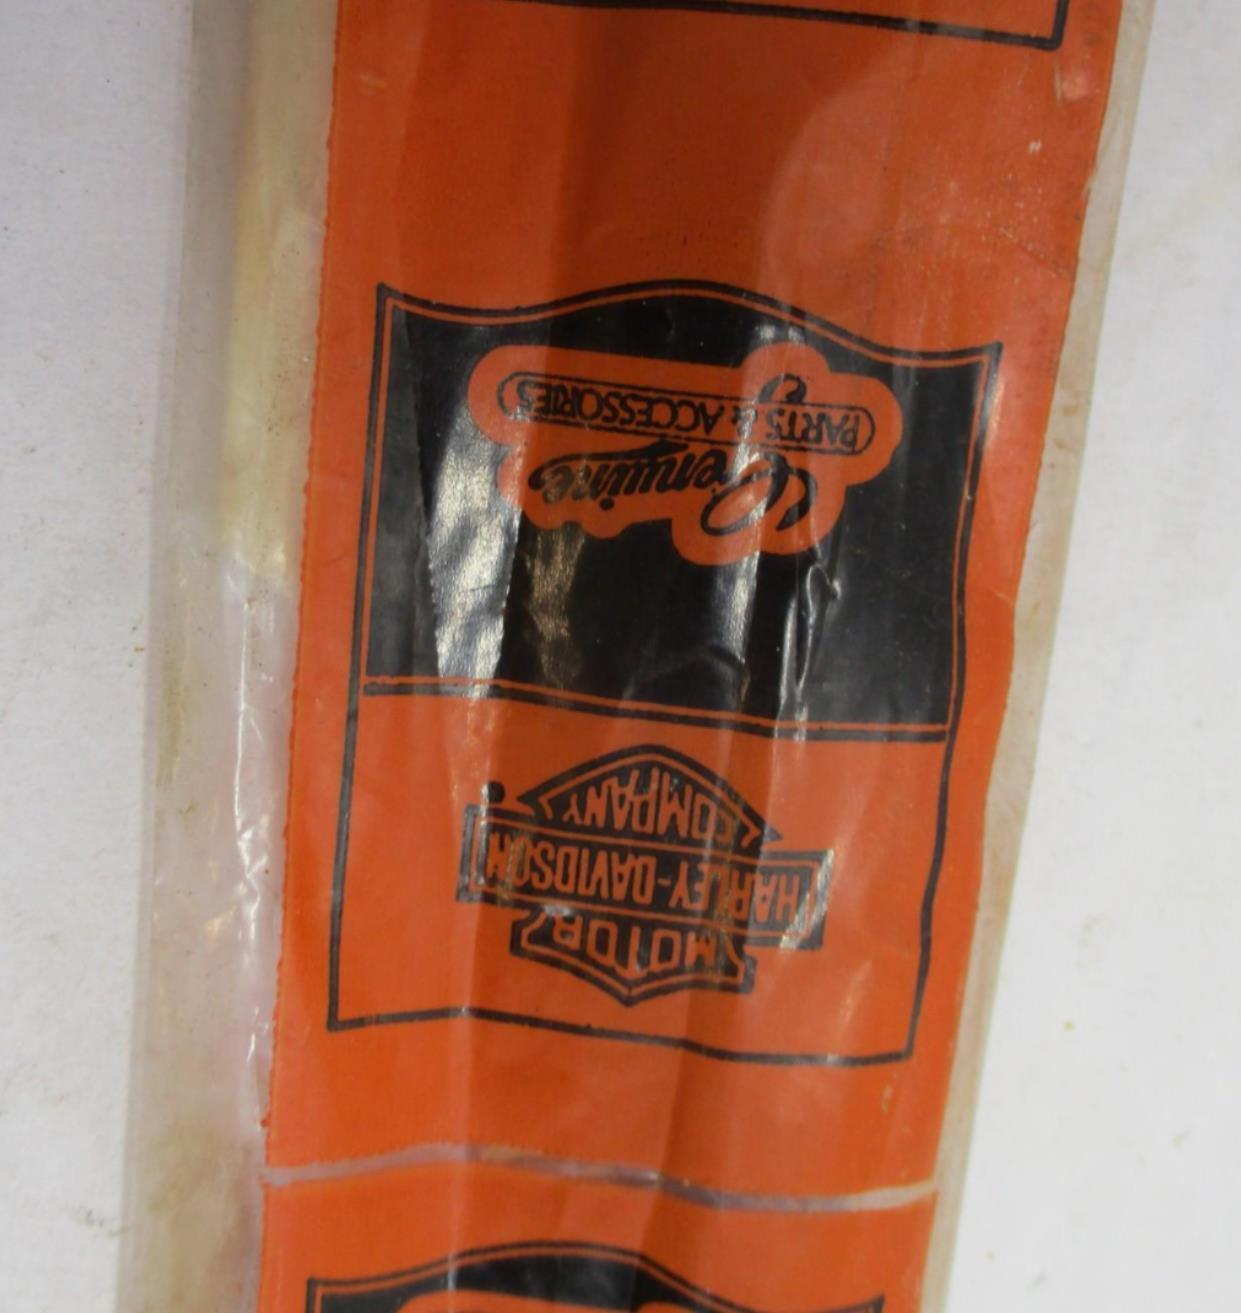 MOTOR
HARLEY-DAVIDSON
COMPANY
Genuine
PARTS & ACCESSORIES